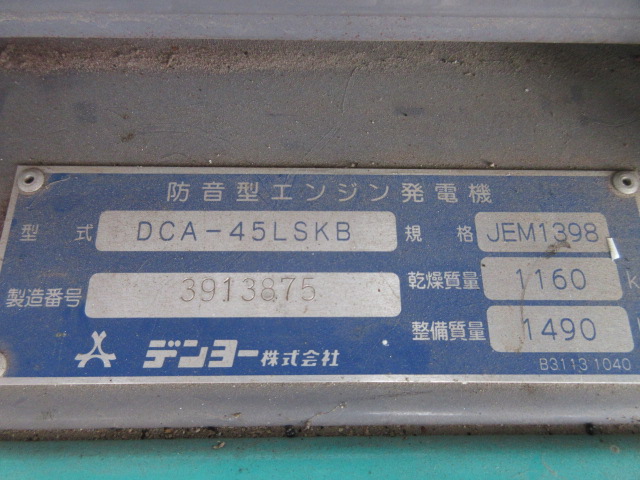 防音型エンジン発電機
型式 DCA-45LSKB 規格 JEM1398
製造番号 3913875 乾燥質量 1160 k
整備質量 1490
デンヨー株式会社
B3113 1040